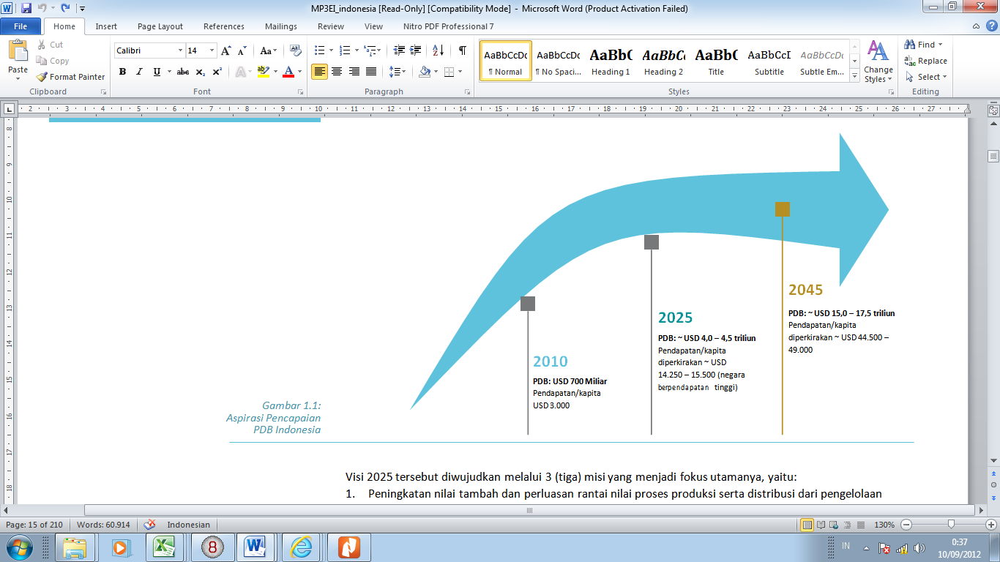 MP3EI_indonesia [Read-Only] [Compatibility Mode] - Microsoft Word (Product Activation Failed)
File Home Insert Page Layout References Mailings Review View Nitro PDF Professional 7
Paste
Cut
Copy
Format Painter
Clipboard
Calibri 14
Font
Paragraph
AaBbCcDc AaBbCcDc AaBbC AaBbCc AaBbC AaBbCcI AaBbCcDc
¶ Normal ¶ No Spaci... Heading 1 Heading 2 Title Subtitle Subtle Em...
Styles
Change
Styles
Find
Replace
Select
Editing
2 3 4 5 6 7 8 9 10 11 12 13 14 15 16 17 18 19 20 21 22 23 24 25 26 27
8
9
10
11
12
13
14
15
16
17
18
2010
PDB: USD 700 Miliar
Pendapatan/kapita
USD 3.000
2025
PDB: ~ USD 4,0 – 4,5 triliun
Pendapatan/kapita
diperkirakan ~ USD
14.250 – 15.500 (negara
berpendapatan tinggi)
2045
PDB: ~ USD 15,0 – 17,5 triliun
Pendapatan/kapita
diperkirakan ~ USD 44.500 –
49.000
Gambar 1.1:
Aspirasi Pencapaian
PDB Indonesia
Visi 2025 tersebut diwujudkan melalui 3 (tiga) misi yang menjadi fokus utamanya, yaitu:
1. Peningkatan nilai tambah dan perluasan rantai nilai proses produksi serta distribusi dari pengelolaan
Page: 15 of 210 Words: 60.914 Indonesian 130%
IN 0:37
10/09/2012